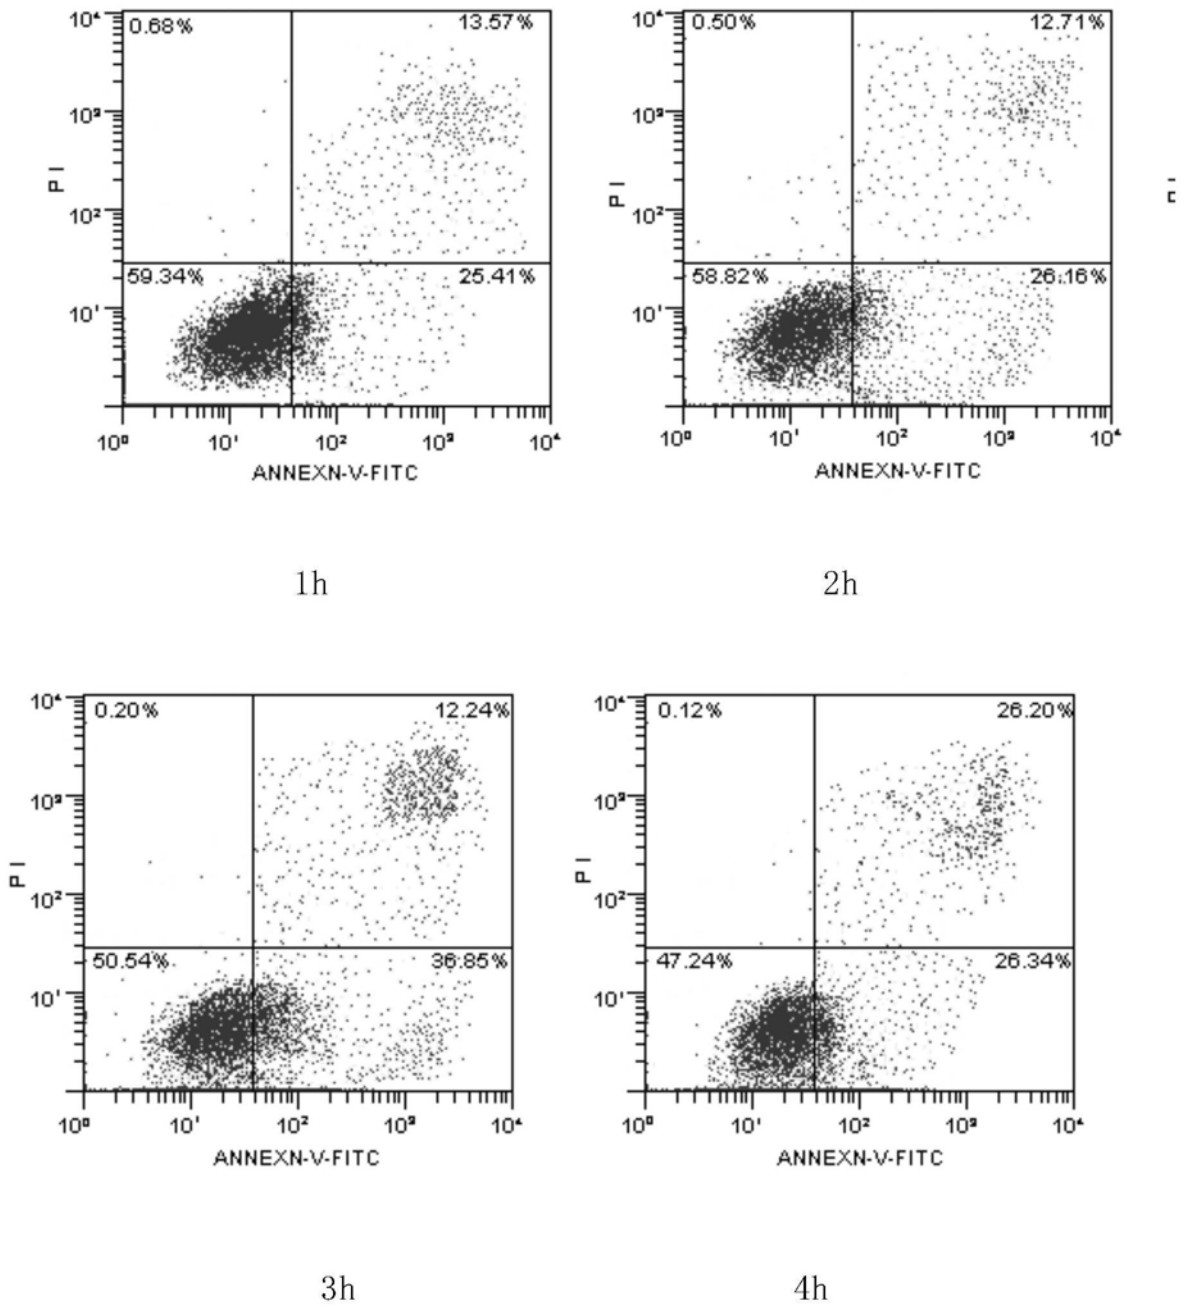 10⁴ 0.68% 13.57%
10³
PI
10²
59.34% 25.41%
10¹
10⁰ 10¹ 10² 10³ 10⁴
ANNEXN-V-FITC
1h
10⁴ 0.50% 12.71%
10³
PI
10²
58.82% 26.16%
10¹
10⁰ 10¹ 10² 10³ 10⁴
ANNEXN-V-FITC
2h
10⁴ 0.20% 12.24%
10³
PI
10²
50.54% 36.85%
10¹
10⁰ 10¹ 10² 10³ 10⁴
ANNEXN-V-FITC
3h
10⁴ 0.12% 26.20%
10³
PI
10²
47.24% 26.34%
10¹
10⁰ 10¹ 10² 10³ 10⁴
ANNEXN-V-FITC
4h